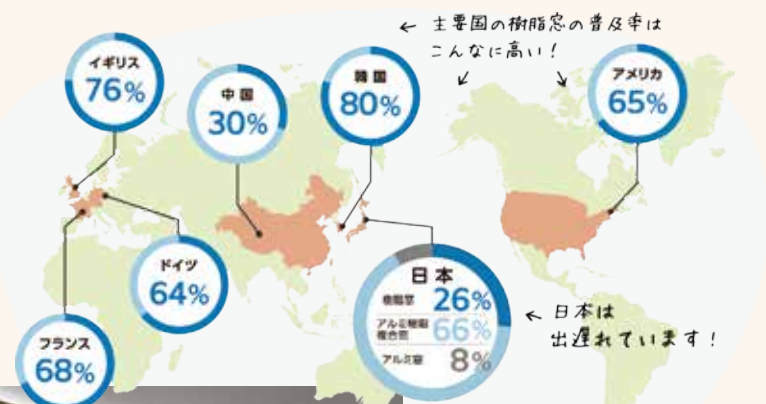 主要国の樹脂窓の普及率は
こんなに高い！
イギリス
76%
中国
30%
韓国
80%
アメリカ
65%
ドイツ
64%
フランス
68%
日本
樹脂窓 26%
アルミ樹脂
複合窓 66%
アルミ窓 8%
日本は
出遅れています！